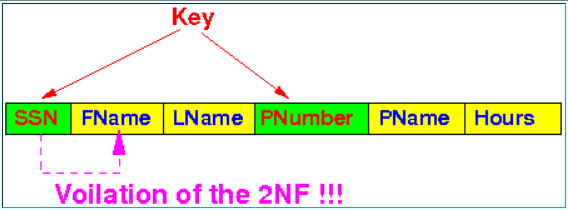 Key
SSN FName LName PNumber PName Hours
Voilation of the 2NF !!!